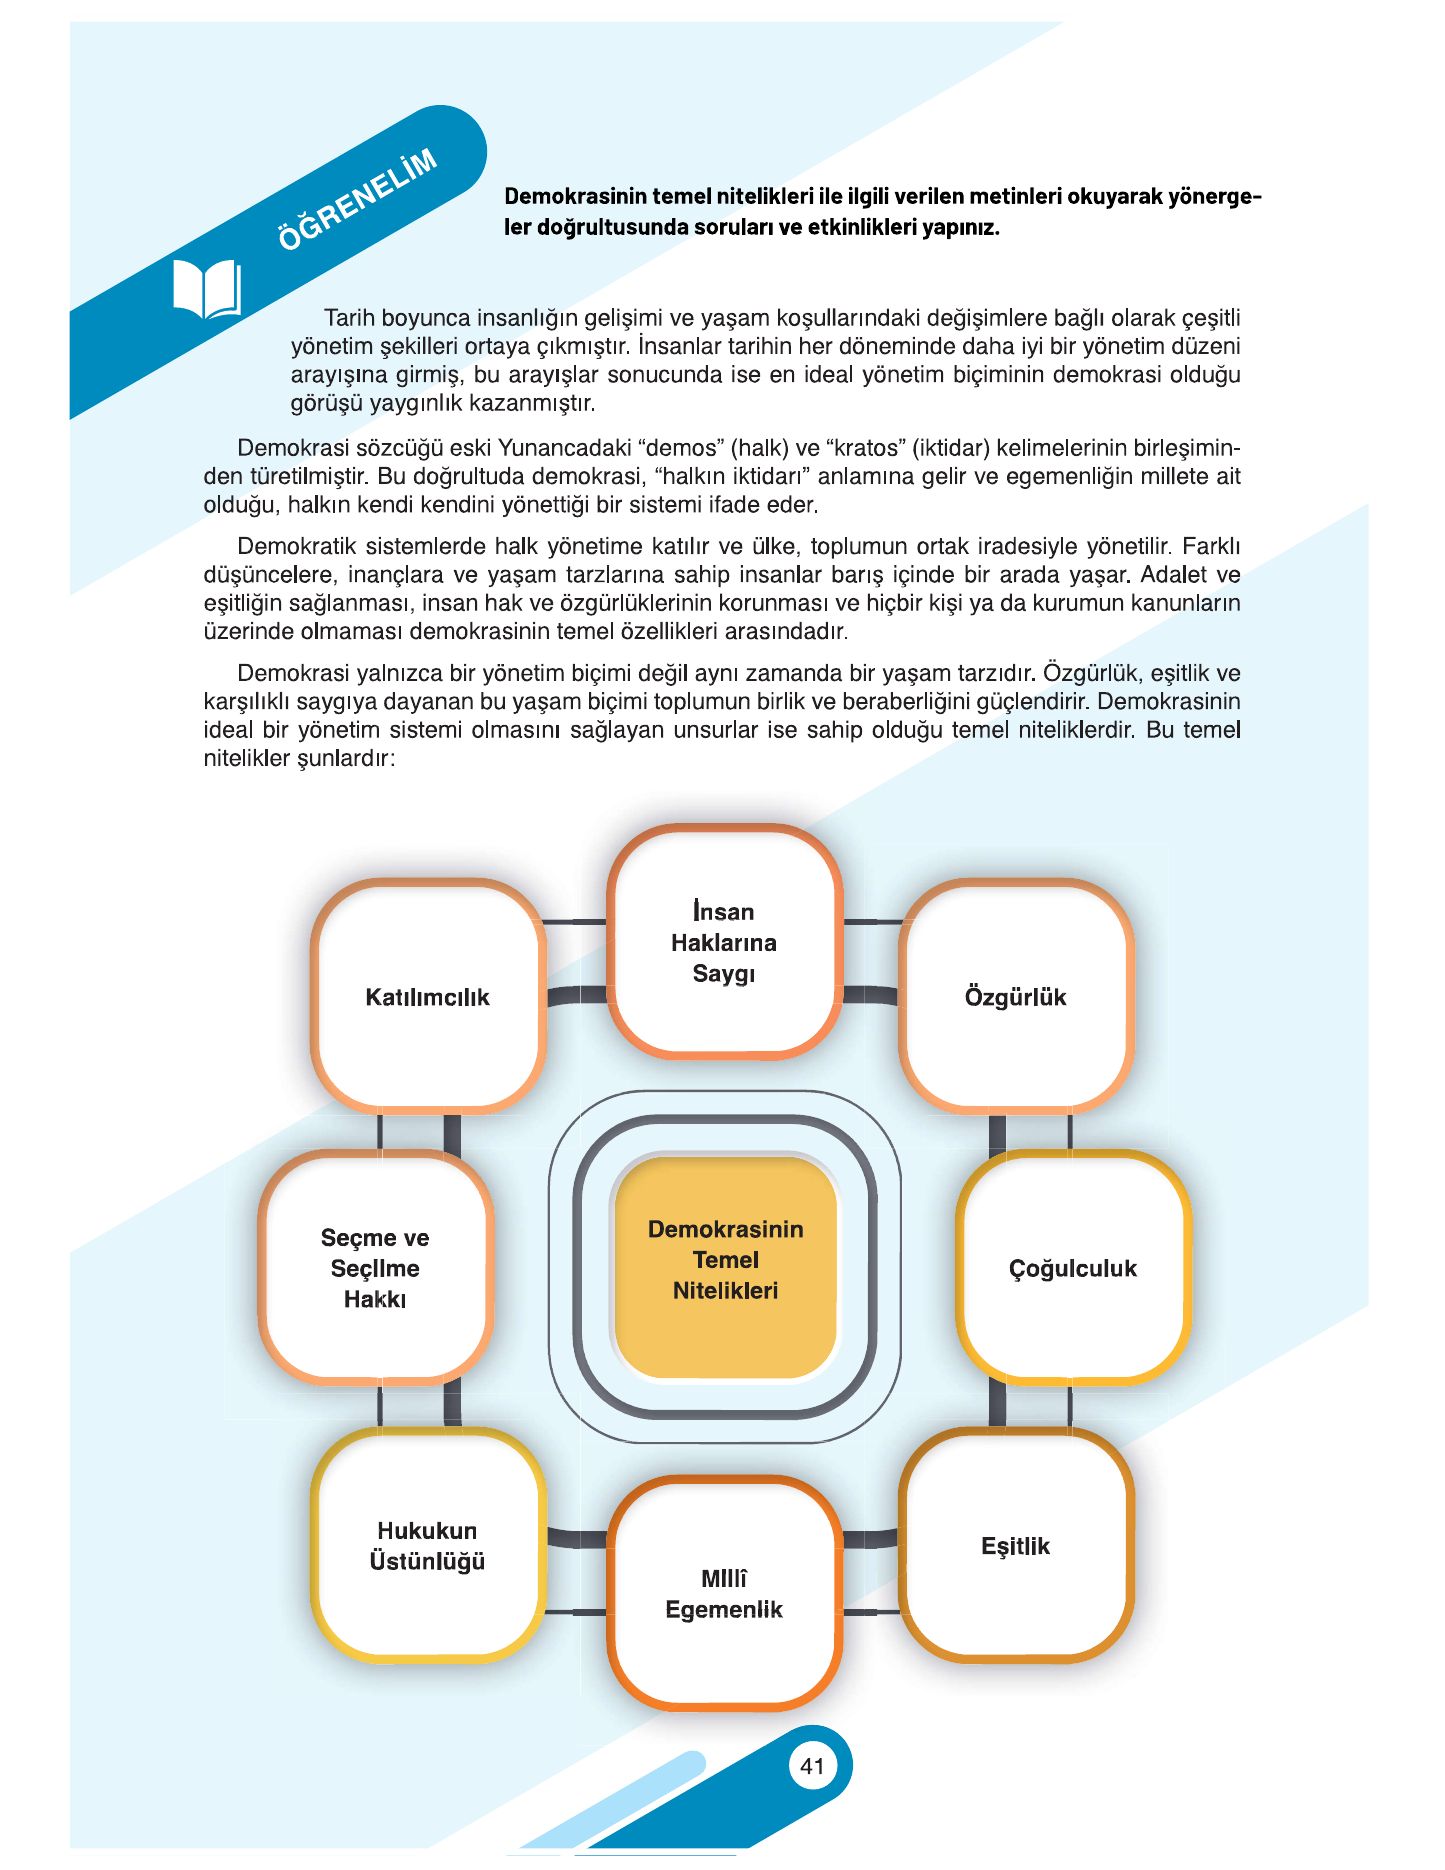 ÖĞRENELİM
Demokrasinin temel nitelikleri ile ilgili verilen metinleri okuyarak yönerge-
ler doğrultusunda soruları ve etkinlikleri yapınız.
Tarih boyunca insanlığın gelişimi ve yaşam koşullarındaki değişimlere bağlı olarak çeşitli
yönetim şekilleri ortaya çıkmıştır. İnsanlar tarihin her döneminde daha iyi bir yönetim düzeni
arayışına girmiş, bu arayışlar sonucunda ise en ideal yönetim biçiminin demokrasi olduğu
görüşü yaygınlık kazanmıştır.
Demokrasi sözcüğü eski Yunancadaki “demos” (halk) ve “kratos” (iktidar) kelimelerinin birleşimin-
den türetilmiştir. Bu doğrultuda demokrasi, “halkın iktidarı” anlamına gelir ve egemenliğin millete ait
olduğu, halkın kendi kendini yönettiği bir sistemi ifade eder.
Demokratik sistemlerde halk yönetime katılır ve ülke, toplumun ortak iradesiyle yönetilir. Farklı
düşüncelere, inançlara ve yaşam tarzlarına sahip insanlar barış içinde bir arada yaşar. Adalet ve
eşitliğin sağlanması, insan hak ve özgürlüklerinin korunması ve hiçbir kişi ya da kurumun kanunların
üzerinde olmaması demokrasinin temel özellikleri arasındadır.
Demokrasi yalnızca bir yönetim biçimi değil aynı zamanda bir yaşam tarzıdır. Özgürlük, eşitlik ve
karşılıklı saygıya dayanan bu yaşam biçimi toplumun birlik ve beraberliğini güçlendirir. Demokrasinin
ideal bir yönetim sistemi olmasını sağlayan unsurlar ise sahip olduğu temel niteliklerdir. Bu temel
nitelikler şunlardır:
İnsan
Haklarına
Saygı
Katılımcılık
Özgürlük
Seçme ve
Seçilme
Hakkı
Demokrasinin
Temel
Nitelikleri
Çoğulculuk
Hukukun
Üstünlüğü
Millî
Egemenlik
Eşitlik
41